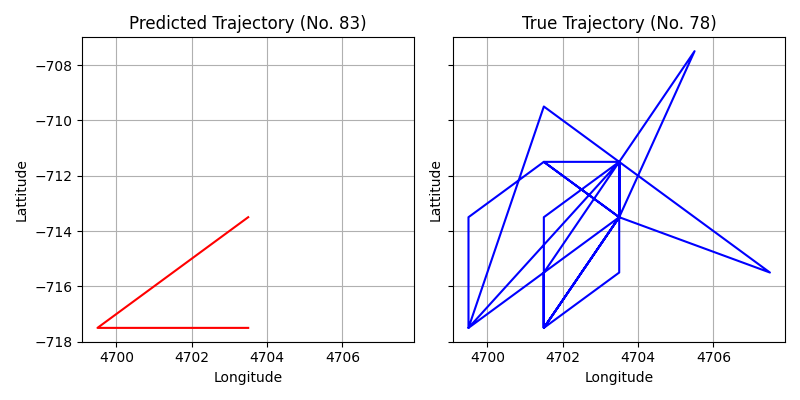 Predicted Trajectory (No. 83)
True Trajectory (No. 78)
Lattitude
−708
−710
−712
−714
−716
−718
4700
4702
4704
4706
Longitude
Lattitude
4700
4702
4704
4706
Longitude